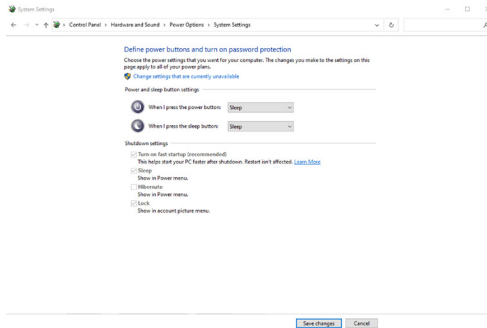 System Settings
Control Panel > Hardware and Sound > Power Options > System Settings
Define power buttons and turn on password protection
Choose the power settings that you want for your computer. The changes you make to the settings on this
page apply to all of your power plans.
Change settings that are currently unavailable
Power and sleep button settings
When I press the power button: Sleep
When I press the sleep button: Sleep
Shutdown settings
Turn on fast startup (recommended)
This helps start your PC faster after shutdown. Restart isn't affected. Learn More
Sleep
Show in Power menu.
Hibernate
Show in Power menu.
Lock
Show in account picture menu.
Save changes Cancel